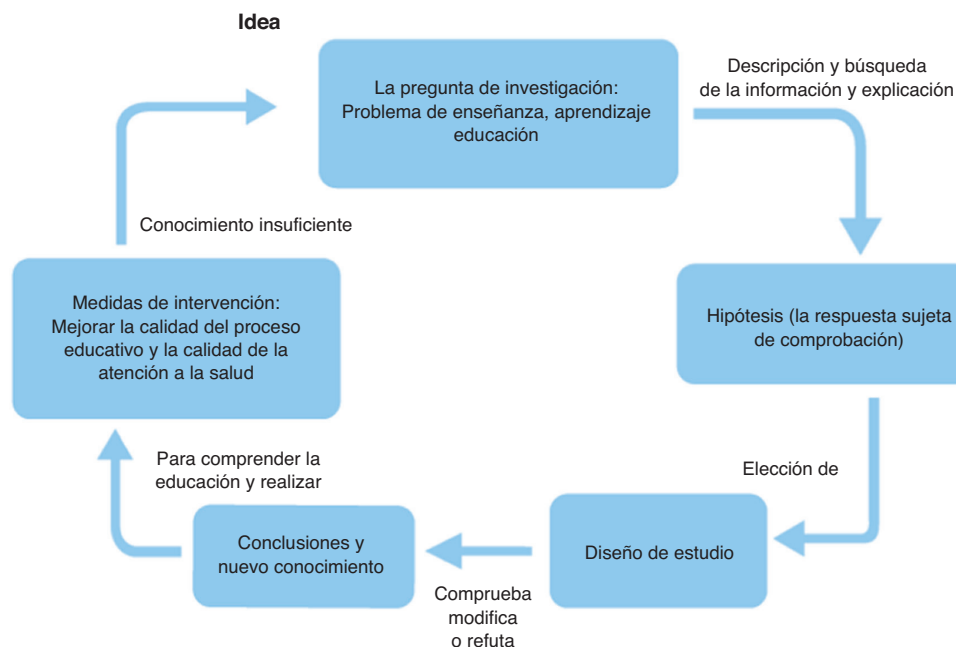 Idea
La pregunta de investigación:
Problema de enseñanza, aprendizaje
educación
Descripción y búsqueda
de la información y explicación
Hipótesis (la respuesta sujeta
de comprobación)
Elección de
Diseño de estudio
Comprueba
modifica
o refuta
Conclusiones y
nuevo conocimiento
Para comprender la
educación y realizar
Medidas de intervención:
Mejorar la calidad del proceso
educativo y la calidad de la
atención a la salud
Conocimiento insuficiente